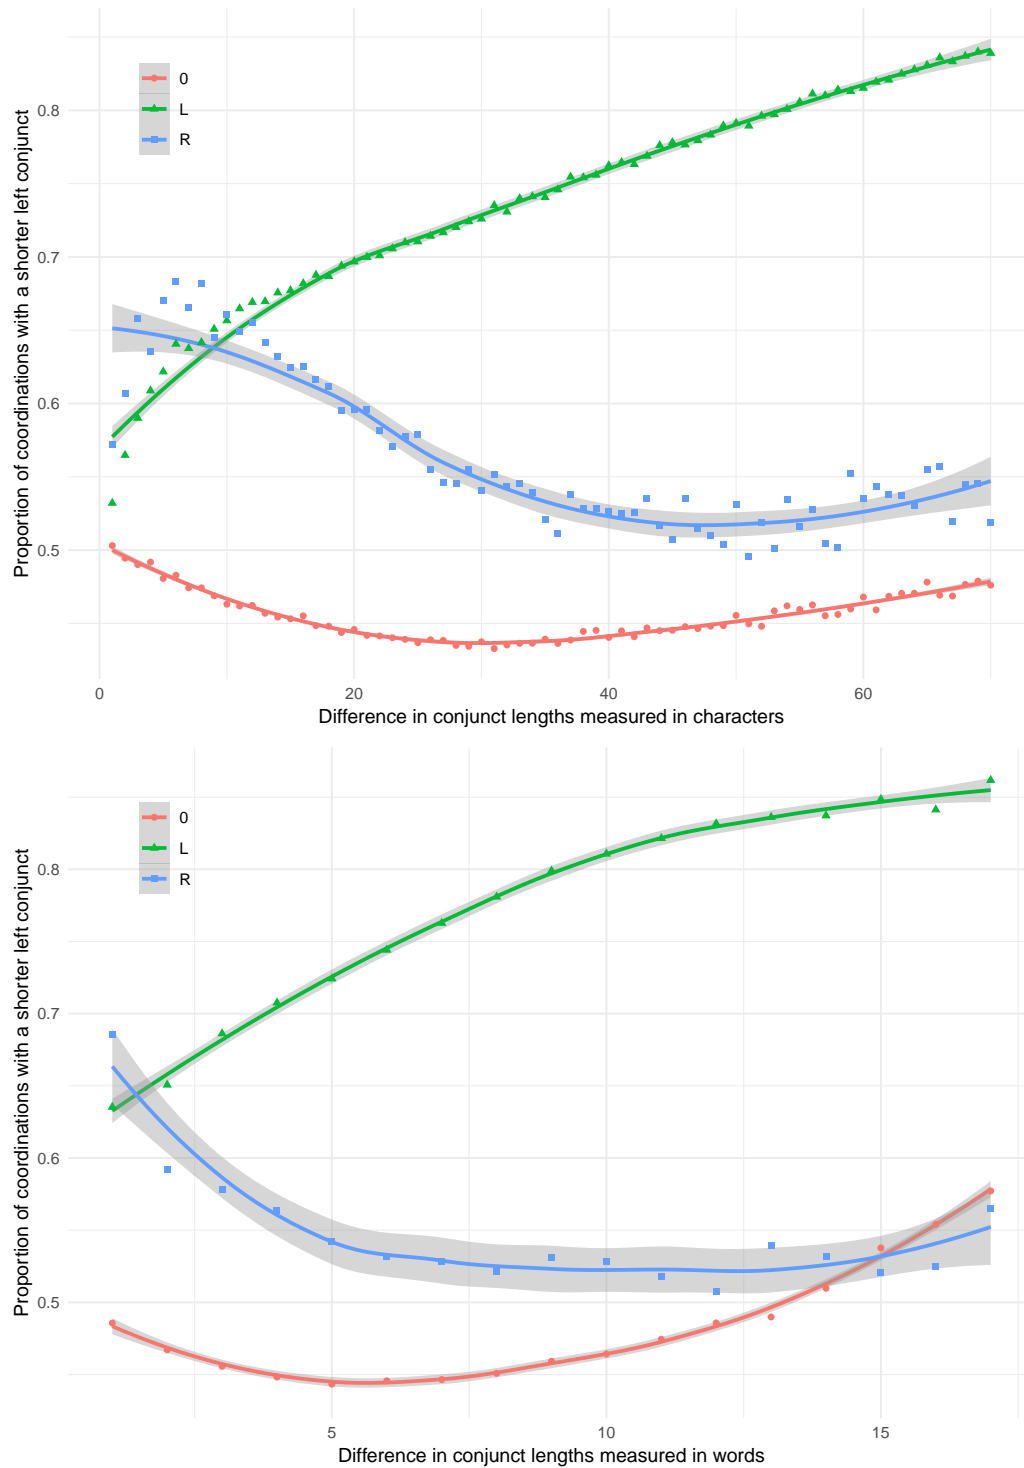 Proportion of coordinations with a shorter left conjunct
0
L
R
0.8
0.7
0.6
0.5
0
20
40
60
Difference in conjunct lengths measured in characters
Proportion of coordinations with a shorter left conjunct
0
L
R
0.8
0.7
0.6
0.5
5
10
15
Difference in conjunct lengths measured in words